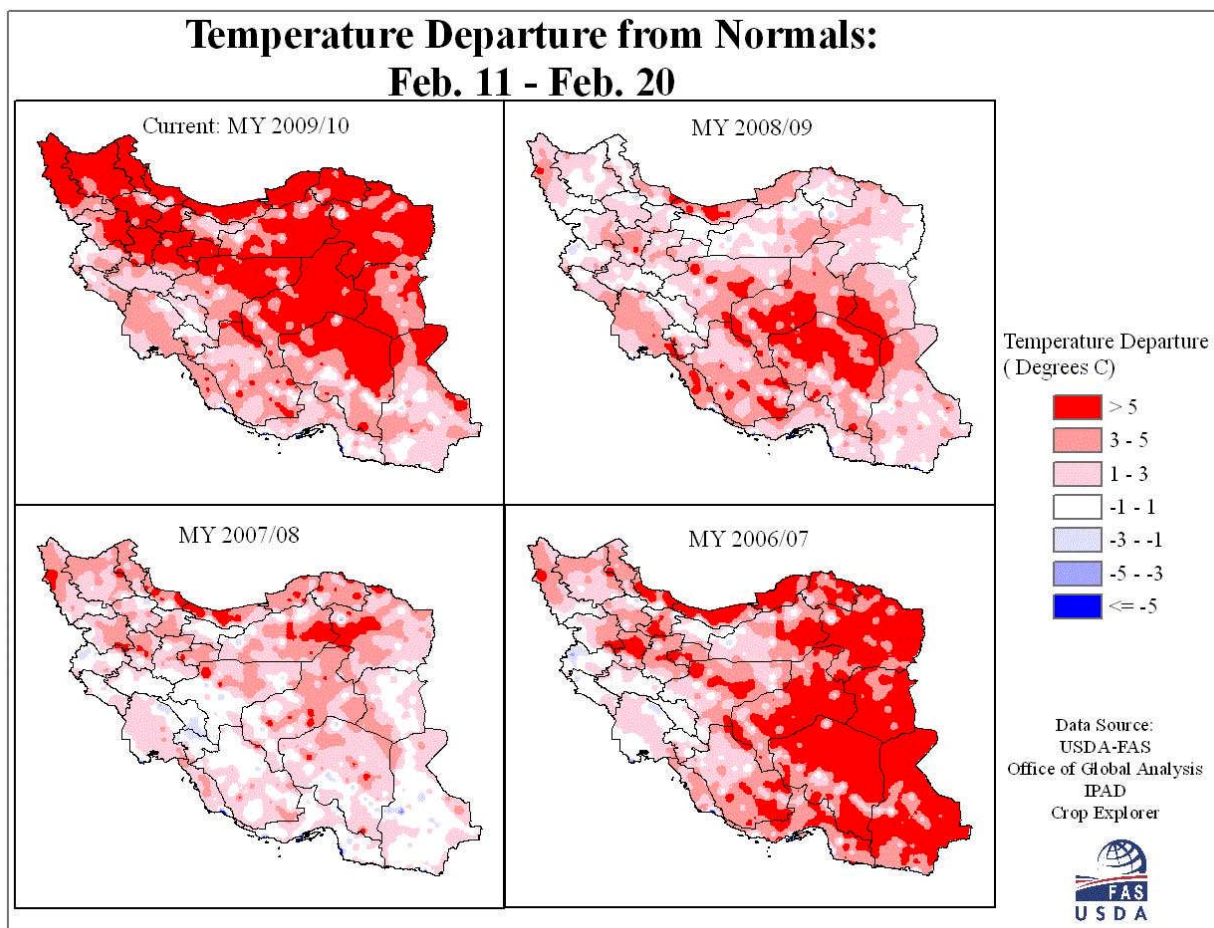 Temperature Departure from Normals:
Feb. 11 - Feb. 20
Current: MY 2009/10
MY 2008/09
MY 2007/08
MY 2006/07
Temperature Departure
( Degrees C)
> 5
3 - 5
1 - 3
-1 - 1
-3 - -1
-5 - -3
<= -5
Data Source:
USDA-FAS
Office of Global Analysis
IPAD
Crop Explorer
FAS
USDA